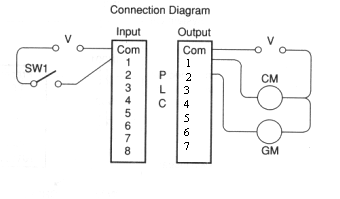 Connection Diagram
Input Output
V V
Com Com
SW1
1 1
2 2
3 3
4 4
5 5
6 6
7 7
8
P
L
C
CM
GM